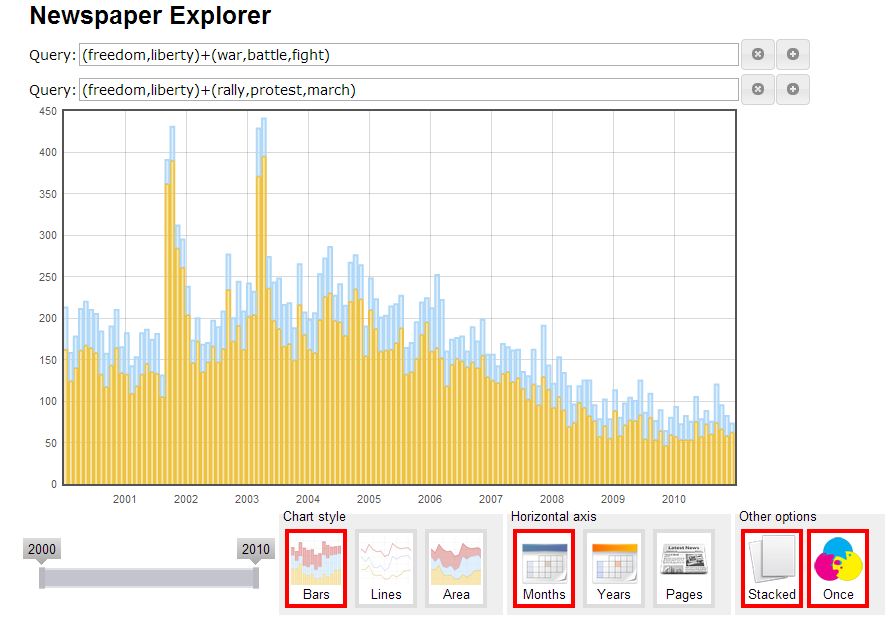 Newspaper Explorer
Query: (freedom,liberty)+(war,battle,fight)
Query: (freedom,liberty)+(rally,protest,march)
450
400
350
300
250
200
150
100
50
0
2001 2002 2003 2004 2005 2006 2007 2008 2009 2010
Chart style Horizontal axis Other options
2000 2010
Latest News
Bars Lines Area Months Years Pages Stacked Once